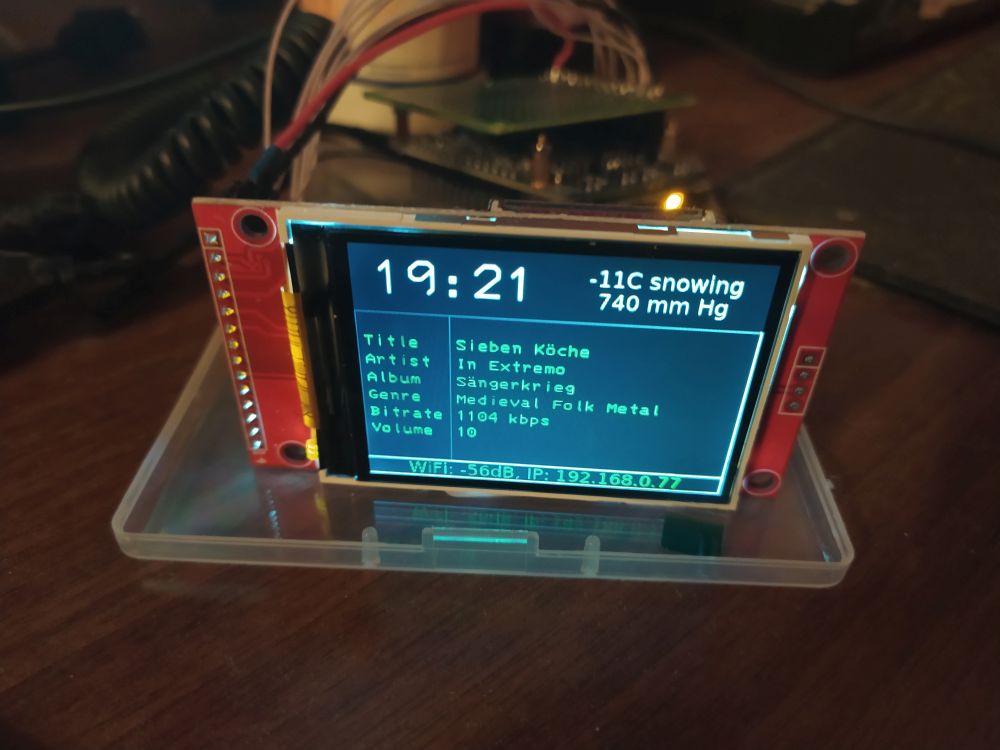 19:21
-11C snowing
740 mm Hg
Title Sieben Köche
Artist In Extremo
Album Sängerkrieg
Genre Medieval Folk Metal
Bitrate 1104 kbps
Volume 10
WiFi: -56dB, IP: 192.168.0.77